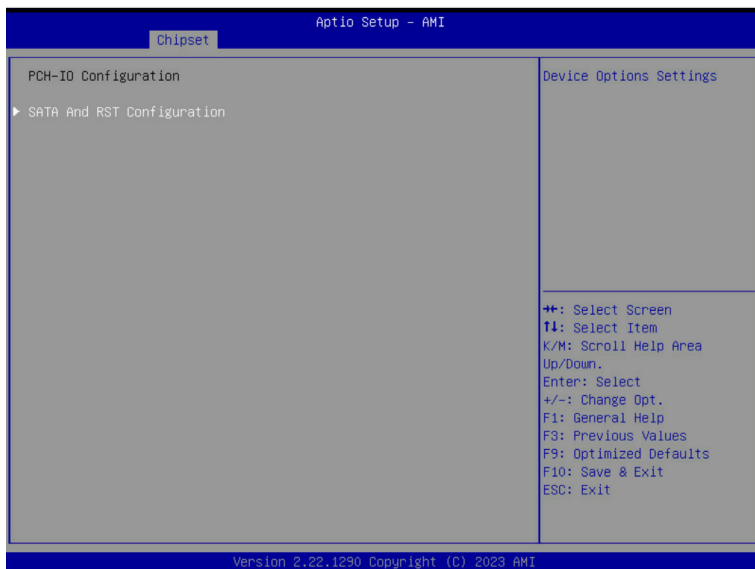 Aptio Setup - AMI
Chipset
PCH-IO Configuration
SATA And RST Configuration
Device Options Settings
→←: Select Screen
↑↓: Select Item
K/M: Scroll Help Area
Up/Down.
Enter: Select
+/-: Change Opt.
F1: General Help
F3: Previous Values
F9: Optimized Defaults
F10: Save & Exit
ESC: Exit
Version 2.22.1290 Copyright (C) 2023 AMI